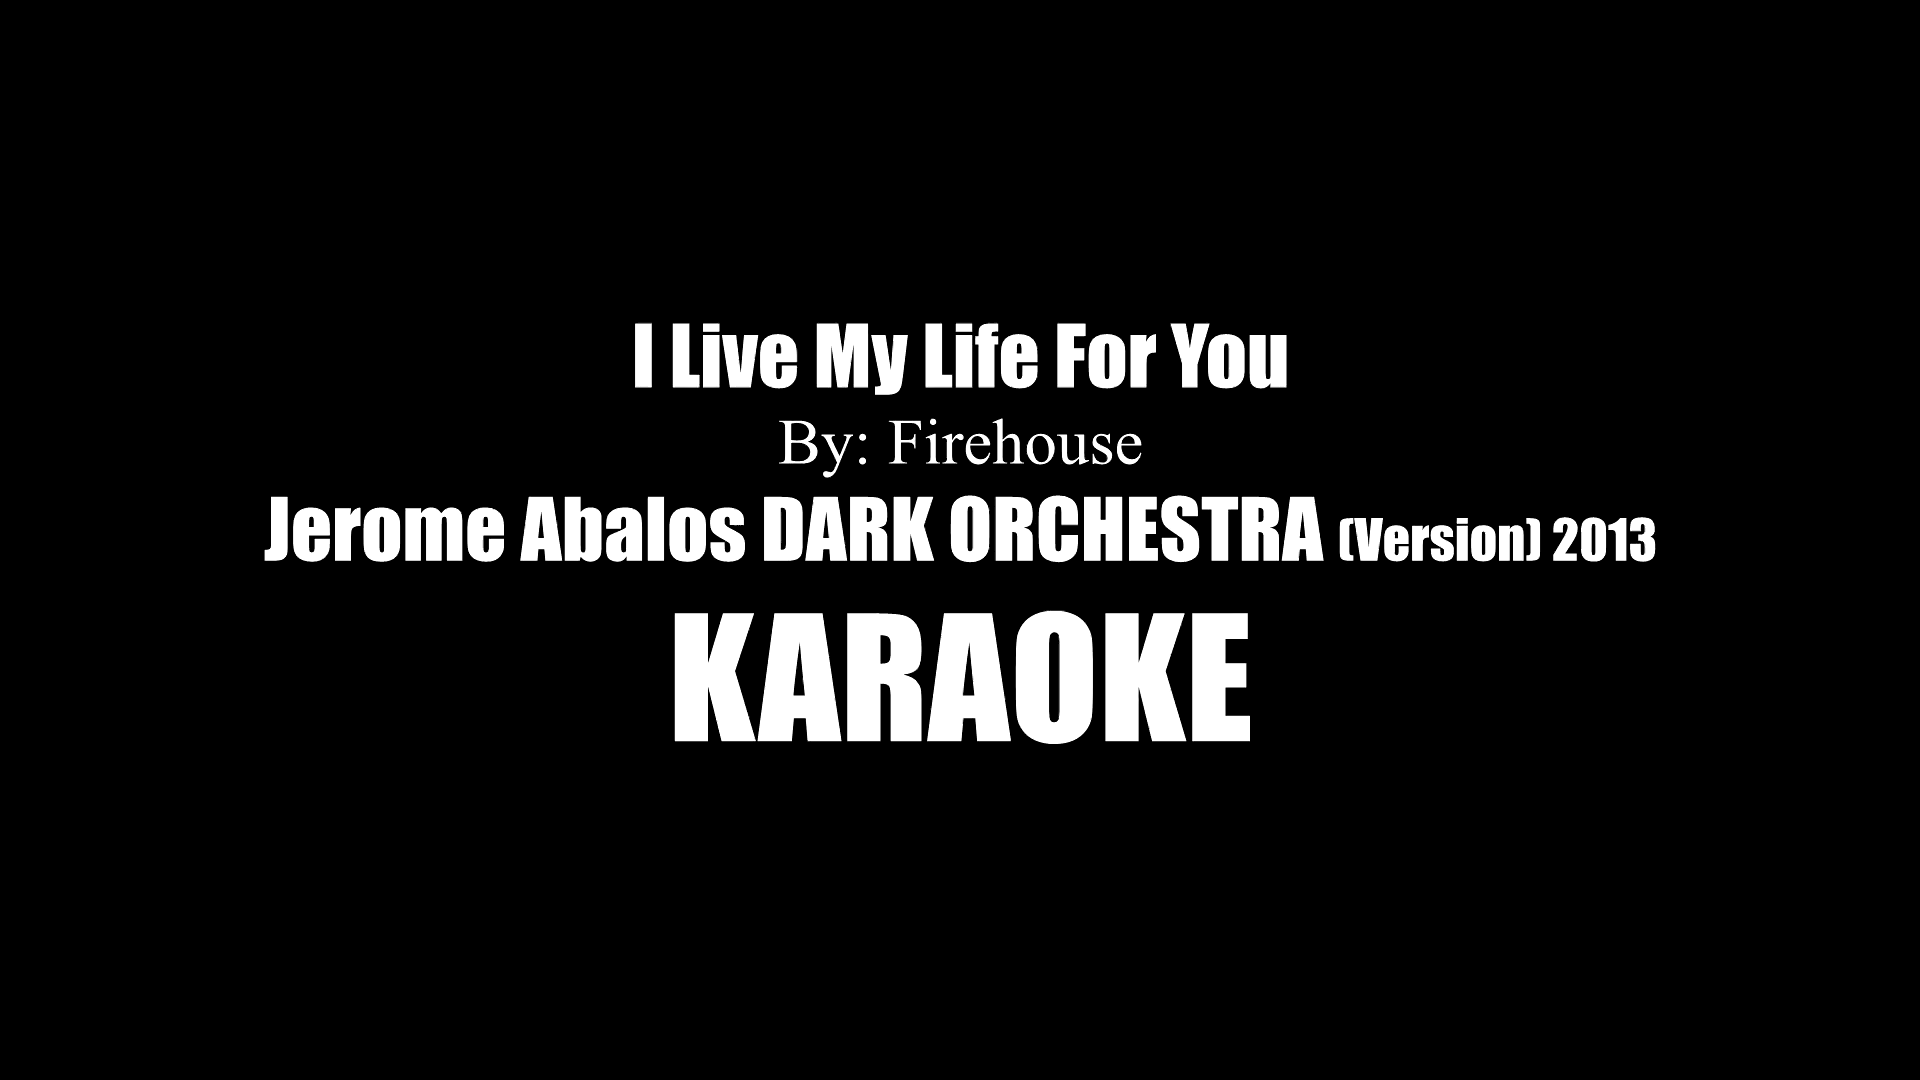 I Live My Life For You
By: Firehouse
Jerome Abalos DARK ORCHESTRA (Version) 2013
KARAOKE